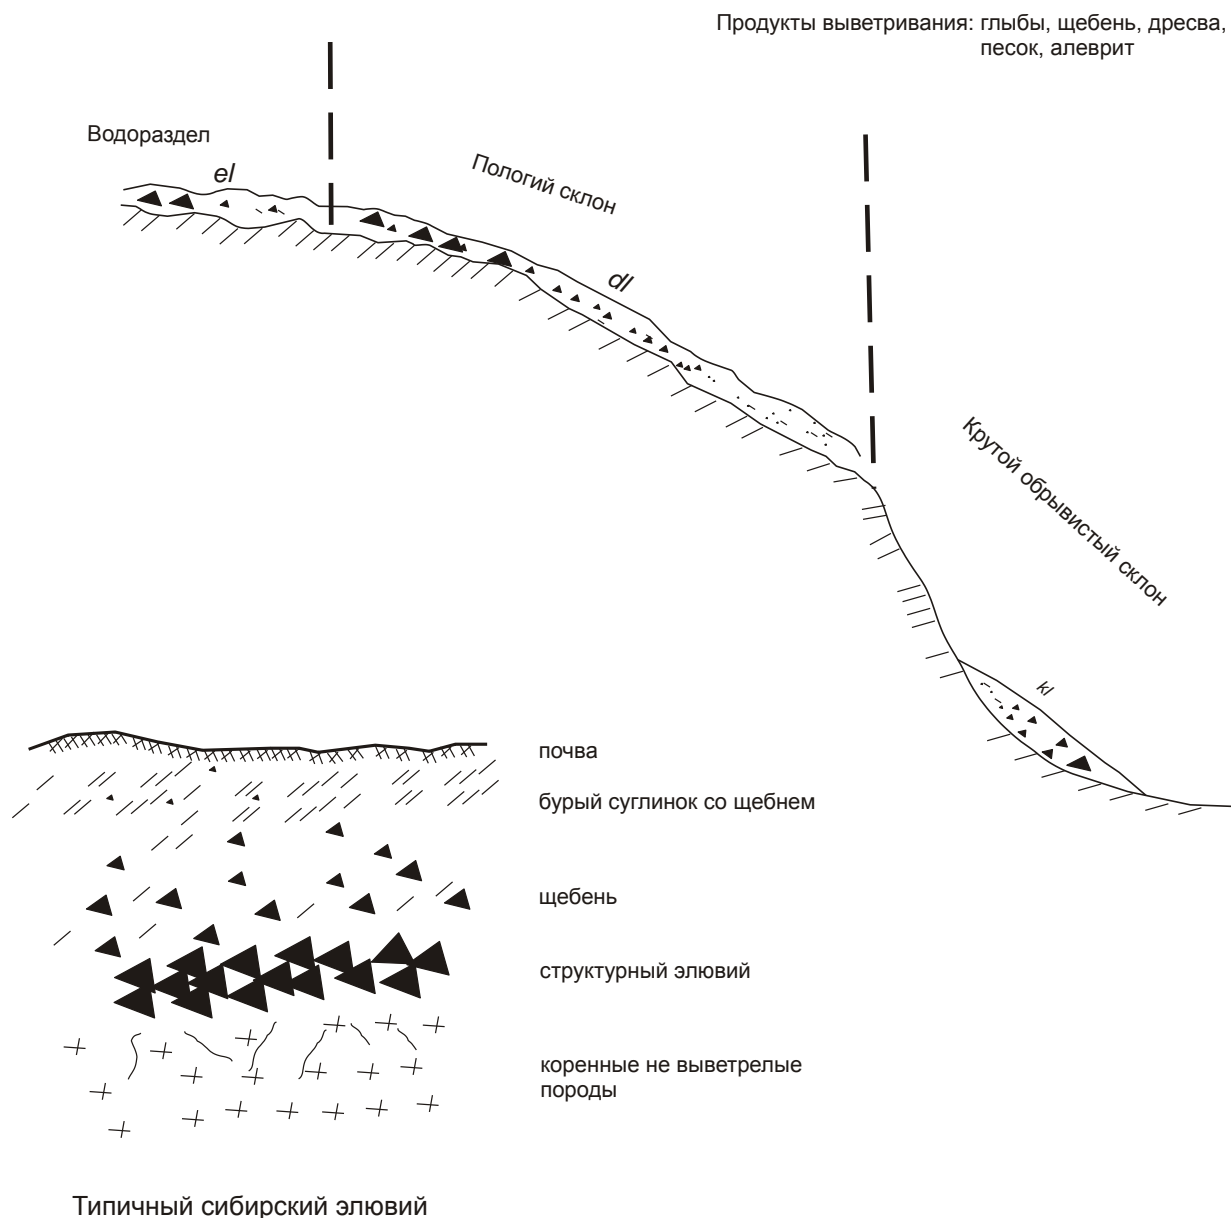 Продукты выветривания: глыбы, щебень, дресва,
песок, алеврит
Водораздел
el
Пологий склон
dl
Крутой обрывистый склон
kl
почва
бурый суглинок со щебнем
щебень
структурный элювий
коренные не выветрелые
породы
Типичный сибирский элювий